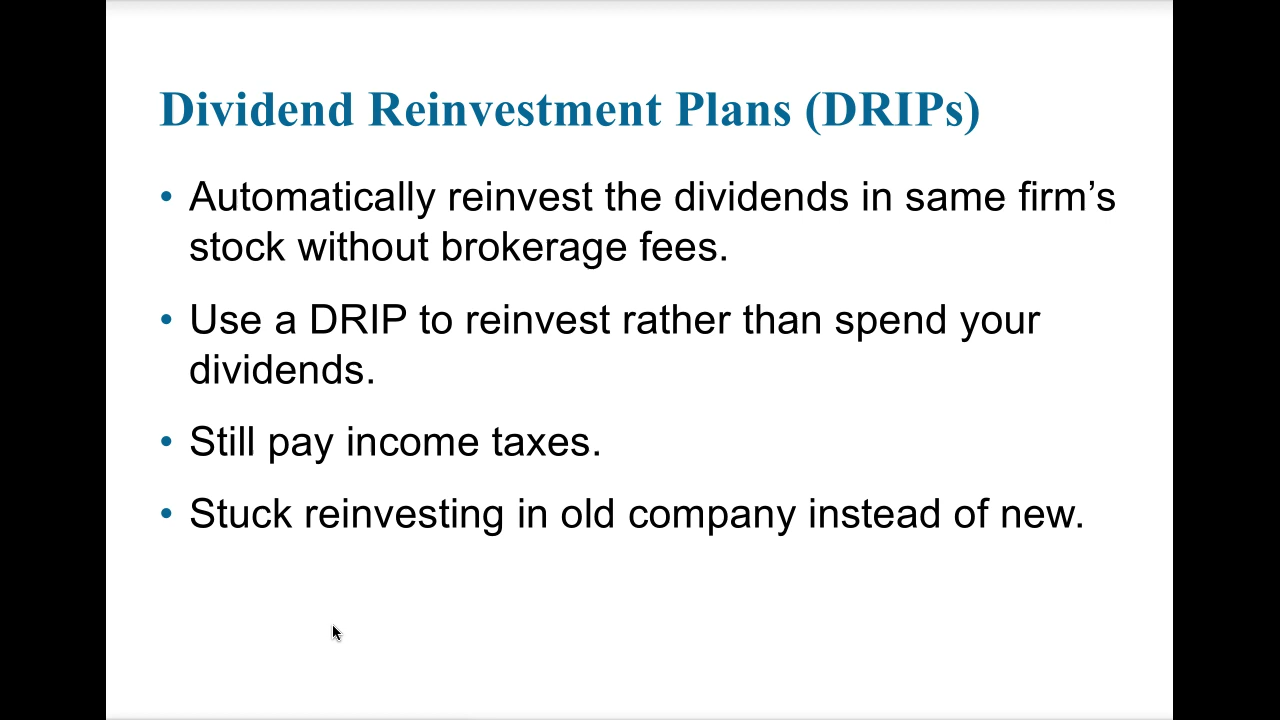 Dividend Reinvestment Plans (DRIPs)
• Automatically reinvest the dividends in same firm’s
stock without brokerage fees.
• Use a DRIP to reinvest rather than spend your
dividends.
• Still pay income taxes.
• Stuck reinvesting in old company instead of new.